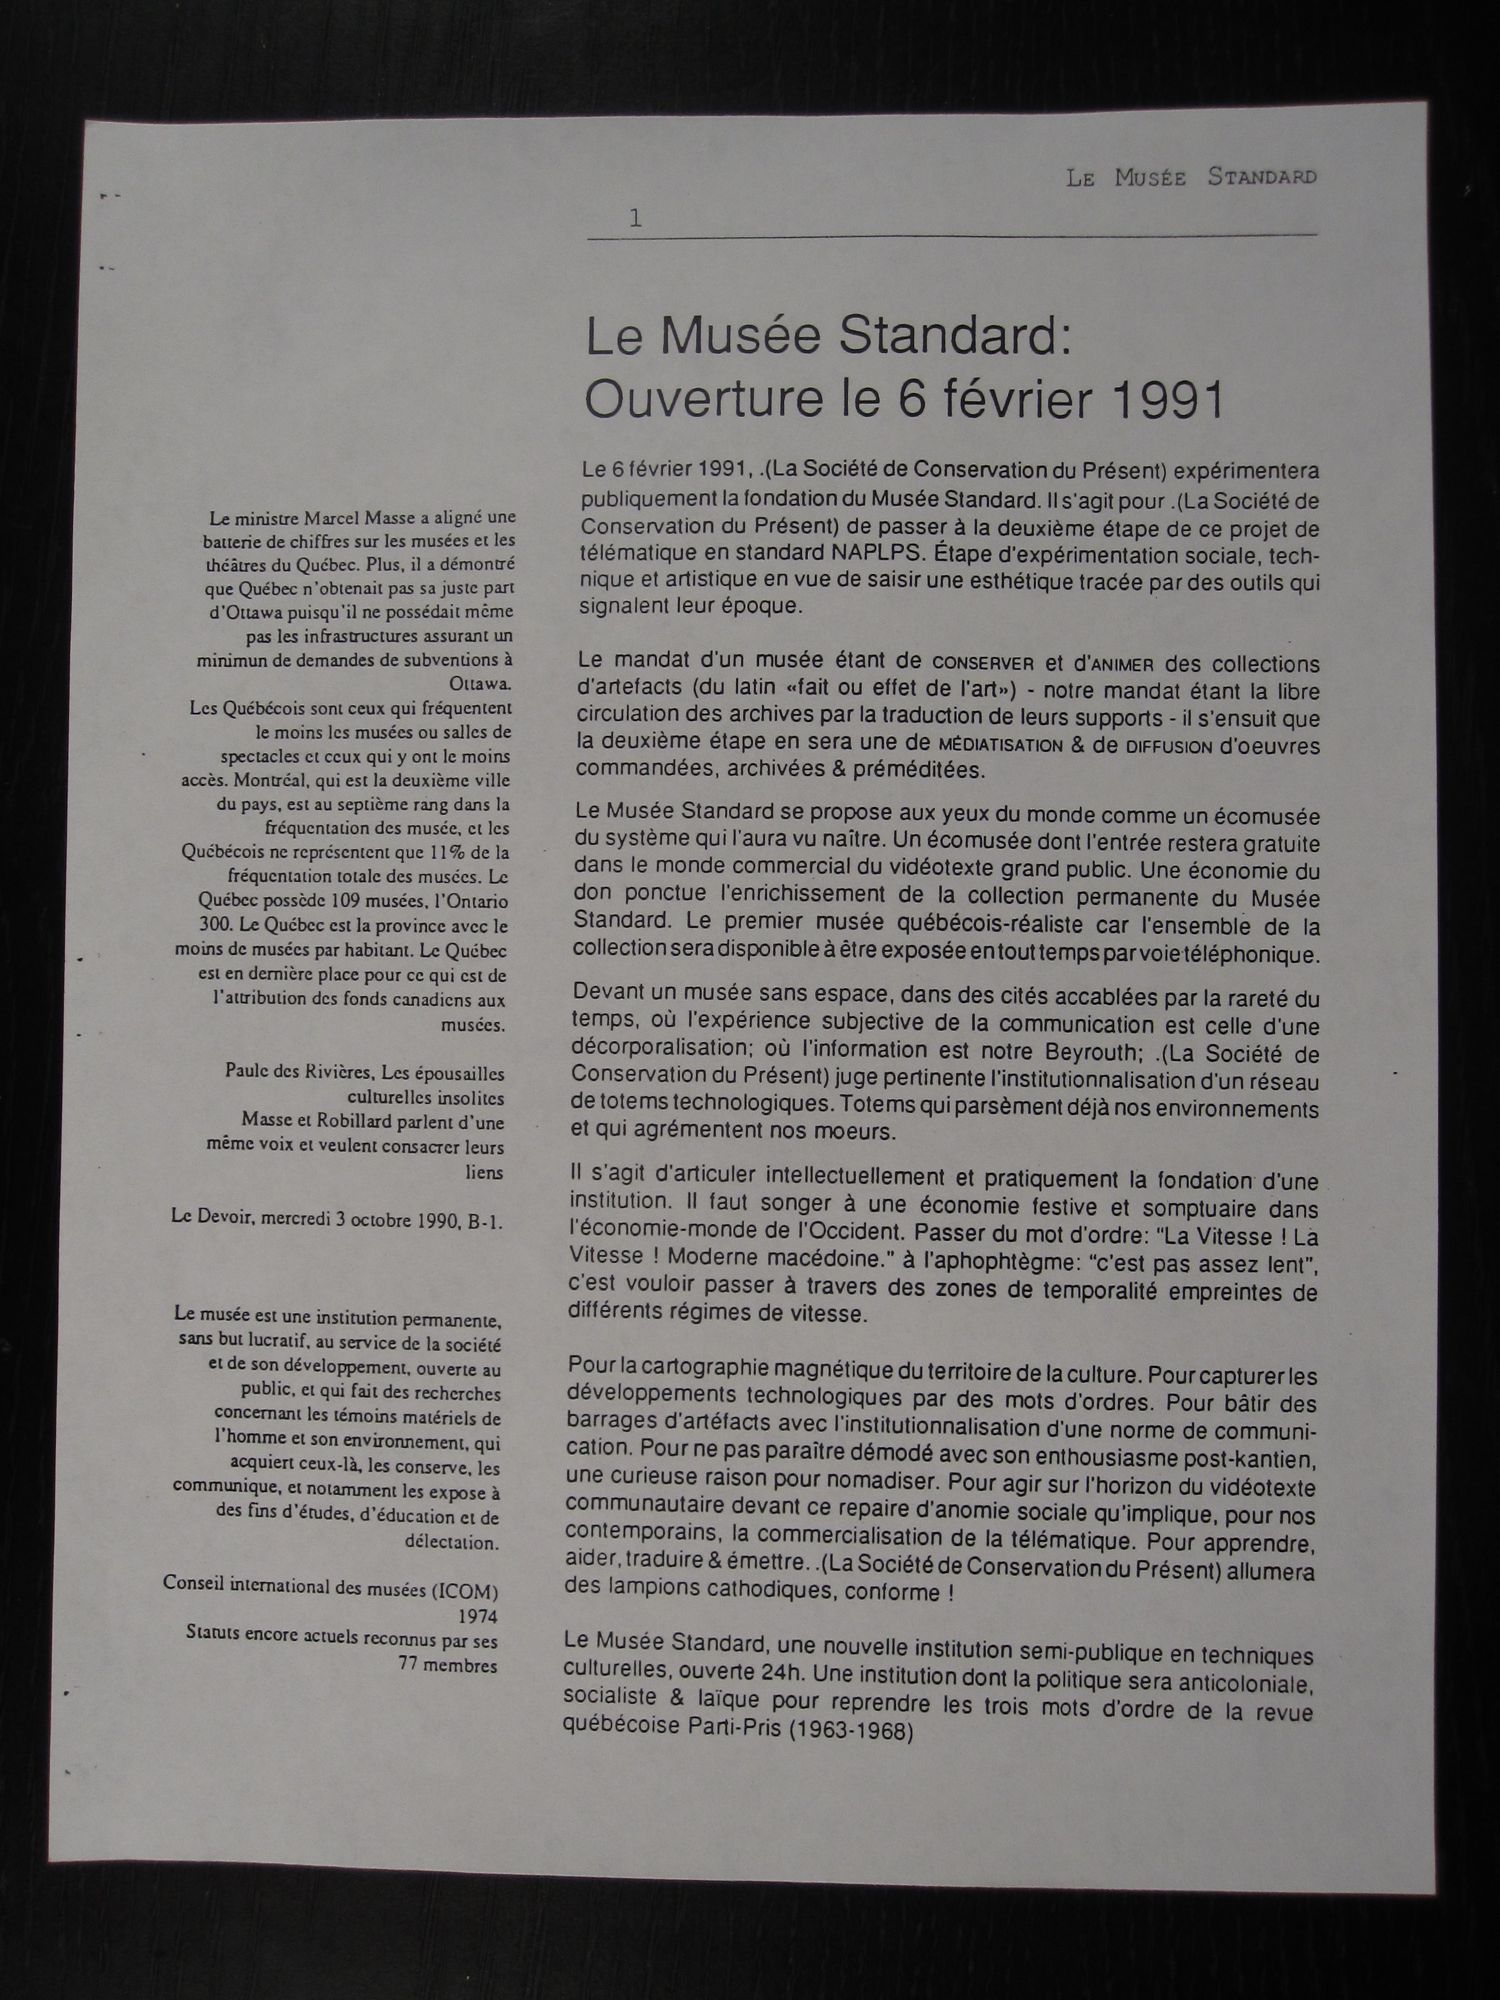 LE MUSÉE STANDARD
1
Le Musée Standard:
Ouverture le 6 février 1991
Le 6 février 1991, .(La Société de Conservation du Présent) expérimentera
publiquement la fondation du Musée Standard. Il s'agit pour .(La Société de
Conservation du Présent) de passer à la deuxième étape de ce projet de
télématique en standard NAPLPS. Étape d'expérimentation sociale, tech-
nique et artistique en vue de saisir une esthétique tracée par des outils qui
signalent leur époque.
Le mandat d'un musée étant de CONSERVER et d'ANIMER des collections
d'artefacts (du latin «fait ou effet de l'art») - notre mandat étant la libre
circulation des archives par la traduction de leurs supports - il s'ensuit que
la deuxième étape en sera une de MÉDIATISATION & de DIFFUSION d'oeuvres
commandées, archivées & préméditées.
Le Musée Standard se propose aux yeux du monde comme un écomusée
du système qui l'aura vu naître. Un écomusée dont l'entrée restera gratuite
dans le monde commercial du vidéotexte grand public. Une économie du
don ponctue l'enrichissement de la collection permanente du Musée
Standard. Le premier musée québécois-réaliste car l'ensemble de la
collection sera disponible à être exposée en tout temps par voie téléphonique.
Devant un musée sans espace, dans des cités accablées par la rareté du
temps, où l'expérience subjective de la communication est celle d'une
décorporalisation; où l'information est notre Beyrouth; .(La Société de
Conservation du Présent) juge pertinente l'institutionnalisation d'un réseau
de totems technologiques. Totems qui parsèment déjà nos environnements
et qui agrémentent nos moeurs.
Il s'agit d'articuler intellectuellement et pratiquement la fondation d'une
institution. Il faut songer à une économie festive et somptuaire dans
l'économie-monde de l'Occident. Passer du mot d'ordre: "La Vitesse ! La
Vitesse ! Moderne macédoine." à l'aphophtègme: "c'est pas assez lent",
c'est vouloir passer à travers des zones de temporalité empreintes de
différents régimes de vitesse.
Pour la cartographie magnétique du territoire de la culture. Pour capturer les
développements technologiques par des mots d'ordres. Pour bâtir des
barrages d'artéfacts avec l'institutionnalisation d'une norme de communi-
cation. Pour ne pas paraître démodé avec son enthousiasme post-kantien,
une curieuse raison pour nomadiser. Pour agir sur l'horizon du vidéotexte
communautaire devant ce repaire d'anomie sociale qu'implique, pour nos
contemporains, la commercialisation de la télématique. Pour apprendre,
aider, traduire & émettre. .(La Société de Conservation du Présent) allumera
des lampions cathodiques, conforme !
Le Musée Standard, une nouvelle institution semi-publique en techniques
culturelles, ouverte 24h. Une institution dont la politique sera anticoloniale,
socialiste & laïque pour reprendre les trois mots d'ordre de la revue
québécoise Parti-Pris (1963-1968)
Le ministre Marcel Masse a aligné une
batterie de chiffres sur les musées et les
théâtres du Québec. Plus, il a démontré
que Québec n'obtenait pas sa juste part
d'Ottawa puisqu'il ne possédait même
pas les infrastructures assurant un
minimun de demandes de subventions à
Ottawa.
Les Québécois sont ceux qui fréquentent
le moins les musées ou salles de
spectacles et ceux qui y ont le moins
accès. Montréal, qui est la deuxième ville
du pays, est au septième rang dans la
fréquentation des musée, et les
Québécois ne représentent que 11% de la
fréquentation totale des musées. Le
Québec possède 109 musées, l'Ontario
300. Le Québec est la province avec le
moins de musées par habitant. Le Québec
est en dernière place pour ce qui est de
l'attribution des fonds canadiens aux
musées.
Paule des Rivières, Les épousailles
culturelles insolites
Masse et Robillard parlent d'une
même voix et veulent consacrer leurs
liens
Le Devoir, mercredi 3 octobre 1990, B-1.
Le musée est une institution permanente,
sans but lucratif, au service de la société
et de son développement, ouverte au
public, et qui fait des recherches
concernant les témoins matériels de
l'homme et son environnement, qui
acquiert ceux-là, les conserve, les
communique, et notamment les expose à
des fins d'études, d'éducation et de
délectation.
Conseil international des musées (ICOM)
1974
Statuts encore actuels reconnus par ses
77 membres